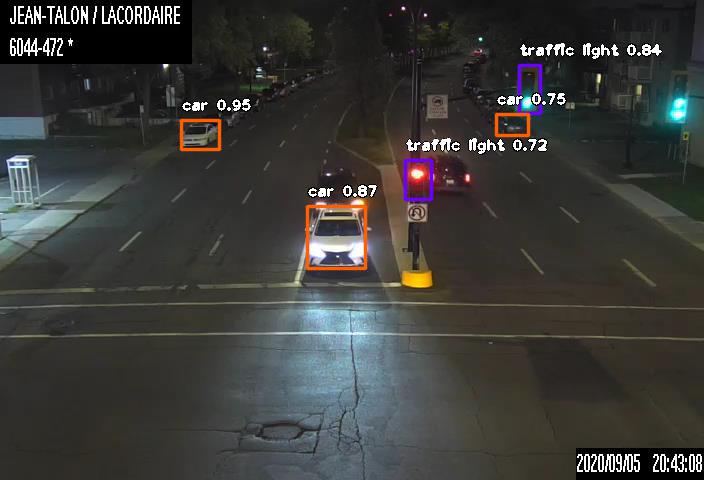 JEAN-TALON / LACORDAIRE
6044-472 *
traffic light 0.84
car 0.95
car 0.75
traffic light 0.72
car 0.87
2020/09/05 20:43:08